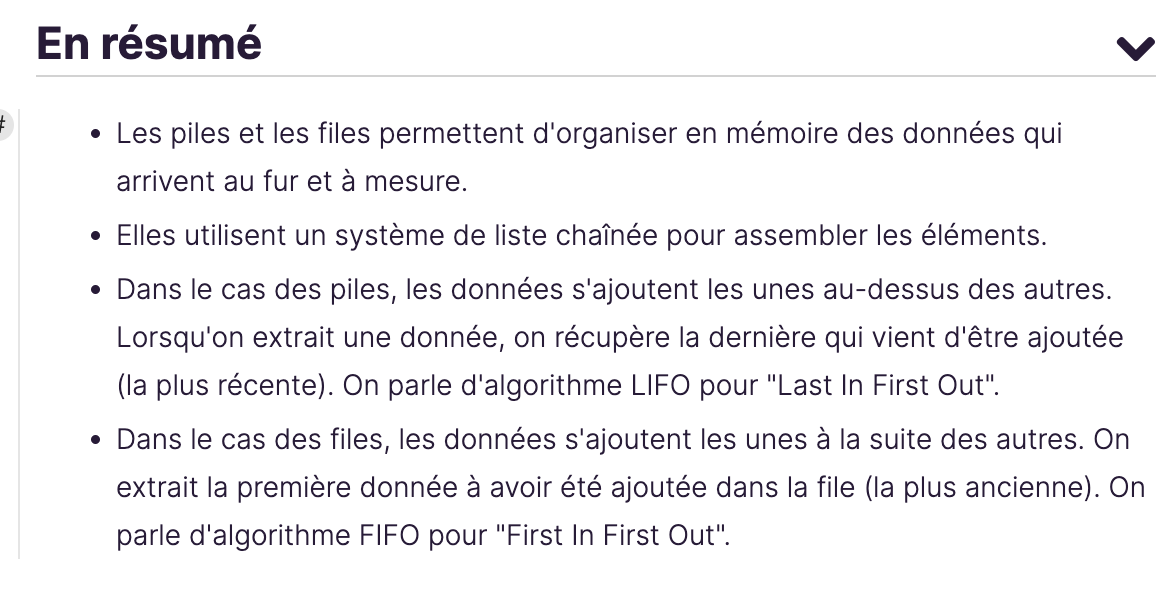 En résumé
#
• Les piles et les files permettent d'organiser en mémoire des données qui
arrivent au fur et à mesure.
• Elles utilisent un système de liste chaînée pour assembler les éléments.
• Dans le cas des piles, les données s'ajoutent les unes au-dessus des autres.
Lorsqu'on extrait une donnée, on récupère la dernière qui vient d'être ajoutée
(la plus récente). On parle d'algorithme LIFO pour "Last In First Out".
• Dans le cas des files, les données s'ajoutent les unes à la suite des autres. On
extrait la première donnée à avoir été ajoutée dans la file (la plus ancienne). On
parle d'algorithme FIFO pour "First In First Out".